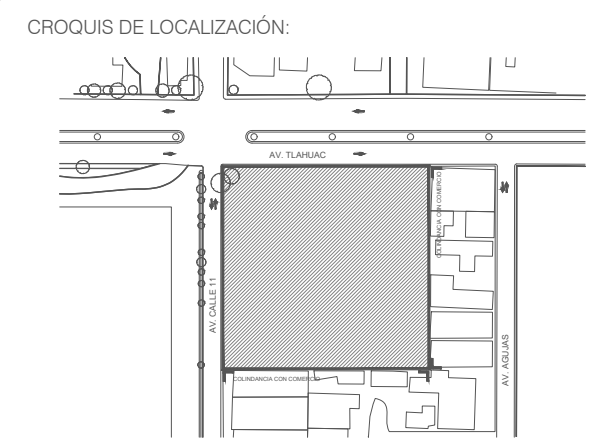 CROQUIS DE LOCALIZACIÓN:
AV. TLAHUAC
COLINDANCIA CON COMERCIO
AV. CALLE 11
AV. AGUJAS
COLINDANCIA CON COMERCIO